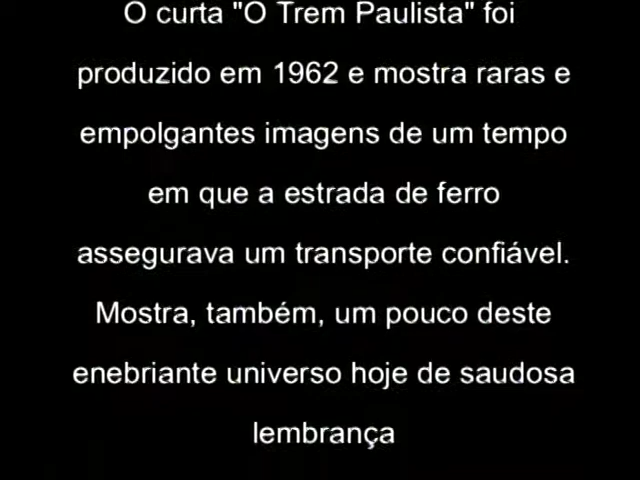 O curta "O Trem Paulista" foi
produzido em 1962 e mostra raras e
empolgantes imagens de um tempo
em que a estrada de ferro
assegurava um transporte confiável.
Mostra, também, um pouco deste
enebriante universo hoje de saudosa
lembrança